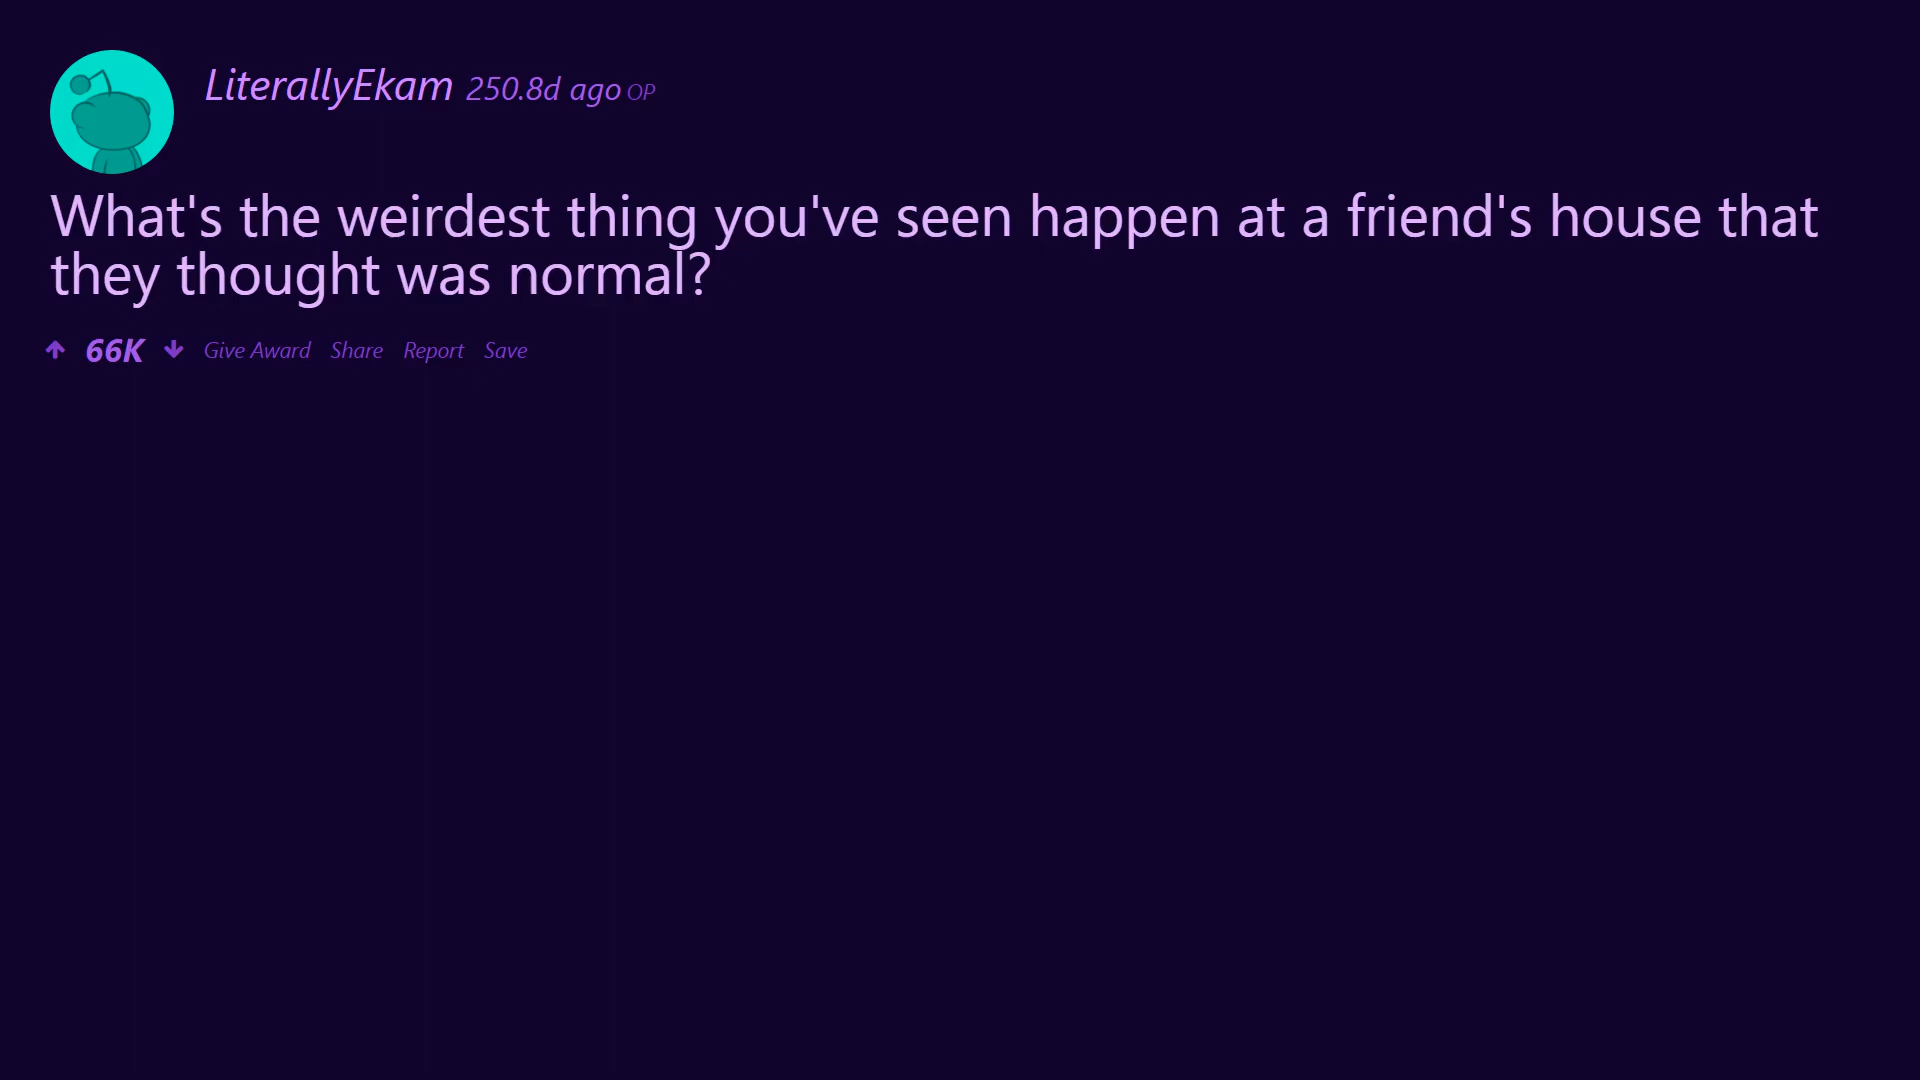 LiterallyEkam 250.8d ago OP
What's the weirdest thing you've seen happen at a friend's house that
they thought was normal?
66K Give Award Share Report Save